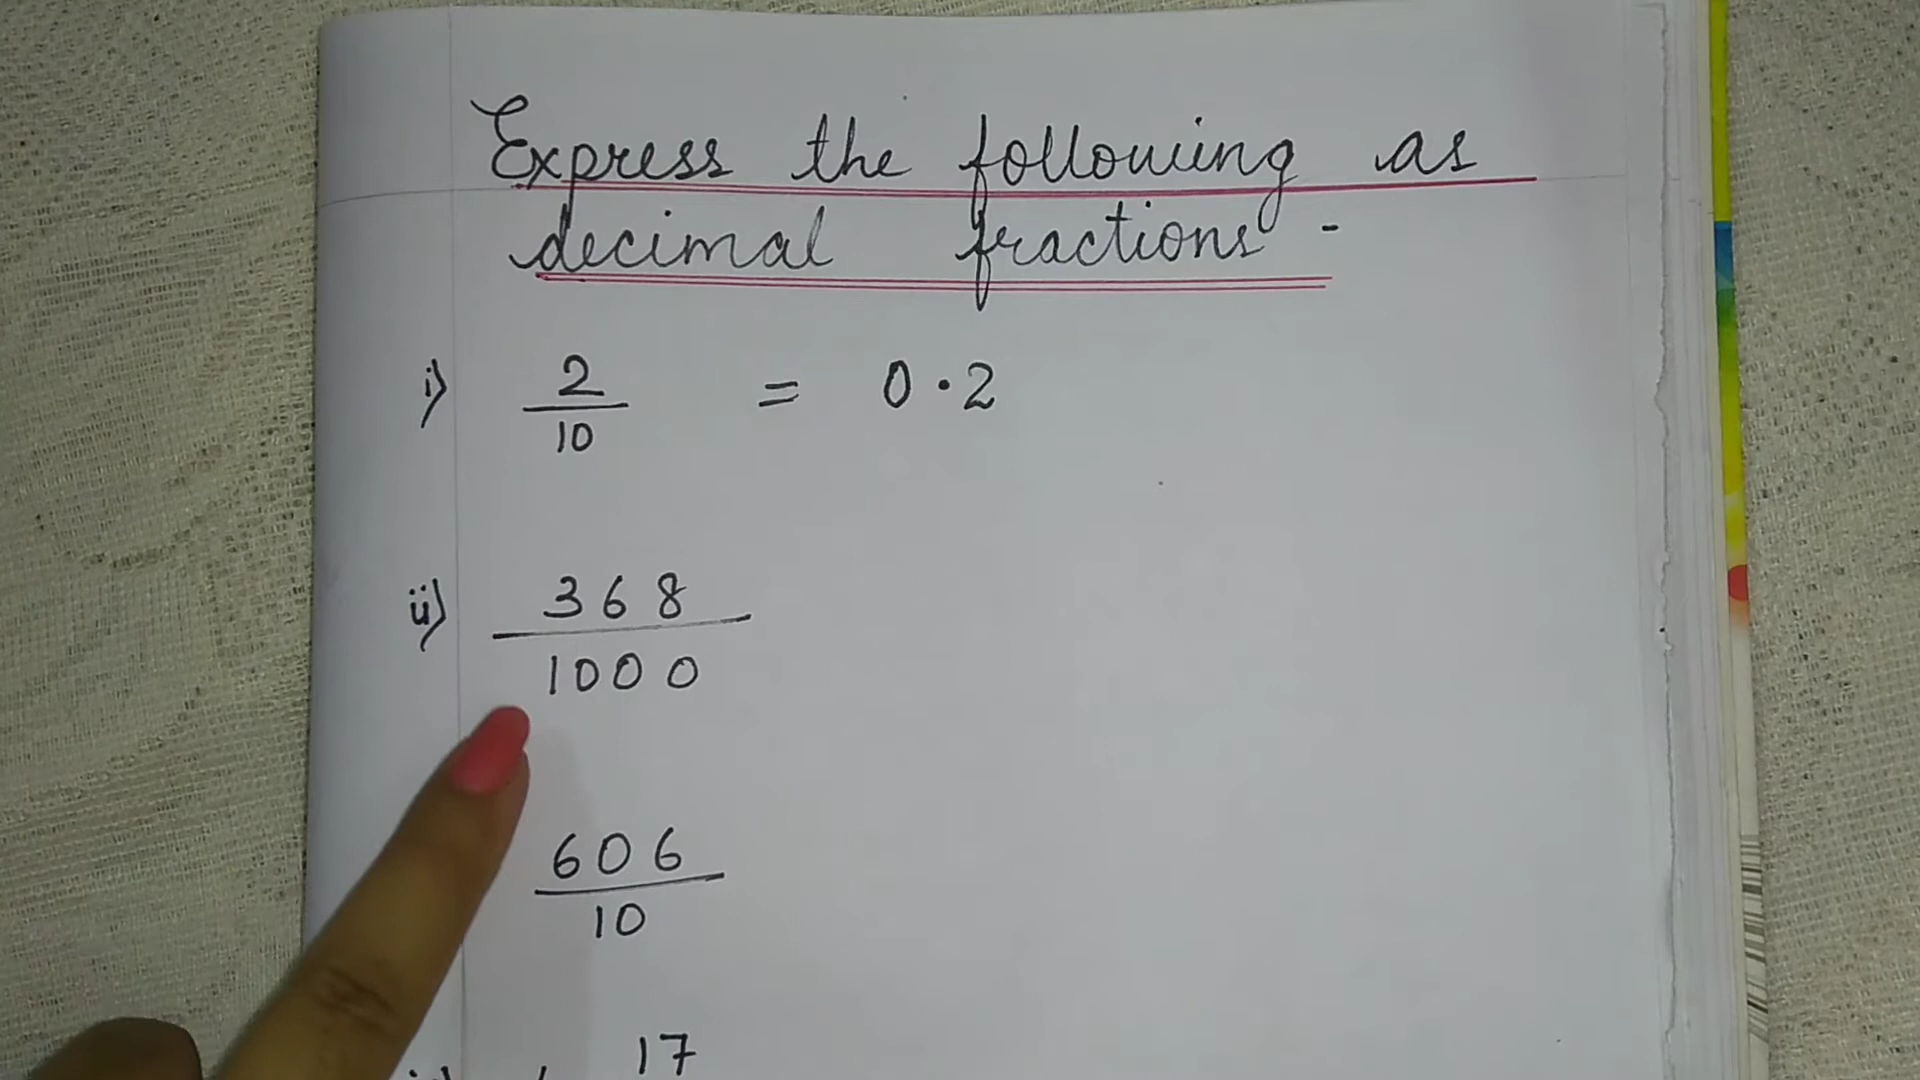 Express the following as
decimal fractions -
i) 2/10 = 0.2
ii) 368/1000
606/10
17